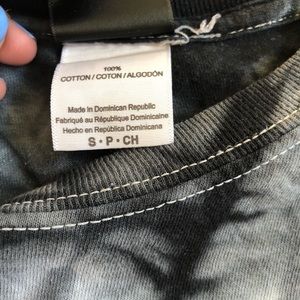 100%
COTTON / COTON / ALGODÓN
Made in Dominican Republic
Fabriqué au République Dominicaine
Hecho en República Dominicana
S • P • CH